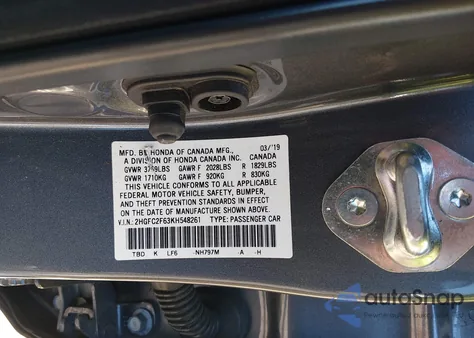 MFD. BY HONDA OF CANADA MFG., 03/'19
A DIVISION OF HONDA CANADA INC. CANADA
GVWR LBS GAWR F 2028LBS R 1829LBS
GVWR 1710KG GAWR F 920KG R 830KG
THIS VEHICLE CONFORMS TO ALL APPLICABLE
FEDERAL MOTOR VEHICLE SAFETY, BUMPER,
AND THEFT PREVENTION STANDARDS IN EFFECT
ON THE DATE OF MANUFACTURE SHOWN ABOVE.
V.I.N.: 2HGFC2F63KH548261 TYPE: PASSENGER CAR
TBD K LF6 -NH797M -A -H
autoSnap